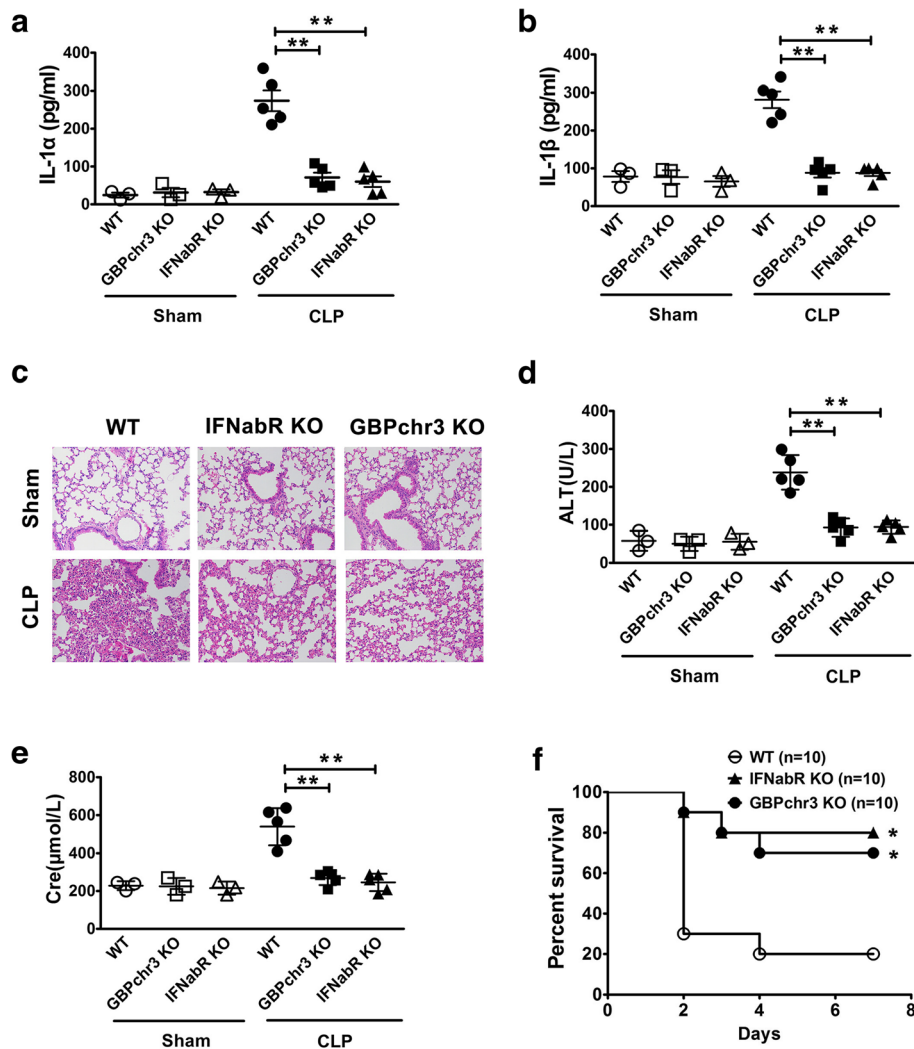 a
**
**
400
300
200
100
0
IL-1α (pg/ml)
WT
GBPchr3 KO
IFNabR KO
WT
GBPchr3 KO
IFNabR KO
Sham
CLP
b
**
**
400
300
200
100
0
IL-1β (pg/ml)
WT
GBPchr3 KO
IFNabR KO
WT
GBPchr3 KO
IFNabR KO
Sham
CLP
c
WT
IFNabR KO
GBPchr3 KO
Sham
CLP
d
**
**
400
300
200
100
0
ALT(U/L)
WT
GBPchr3 KO
IFNabR KO
WT
GBPchr3 KO
IFNabR KO
Sham
CLP
e
**
**
800
600
400
200
0
Cre(μmol/L)
WT
GBPchr3 KO
IFNabR KO
WT
GBPchr3 KO
IFNabR KO
Sham
CLP
f
WT (n=10)
IFNabR KO (n=10)
GBPchr3 KO (n=10)
100
80
60
40
20
0
Percent survival
*
*
0
2
4
6
8
Days